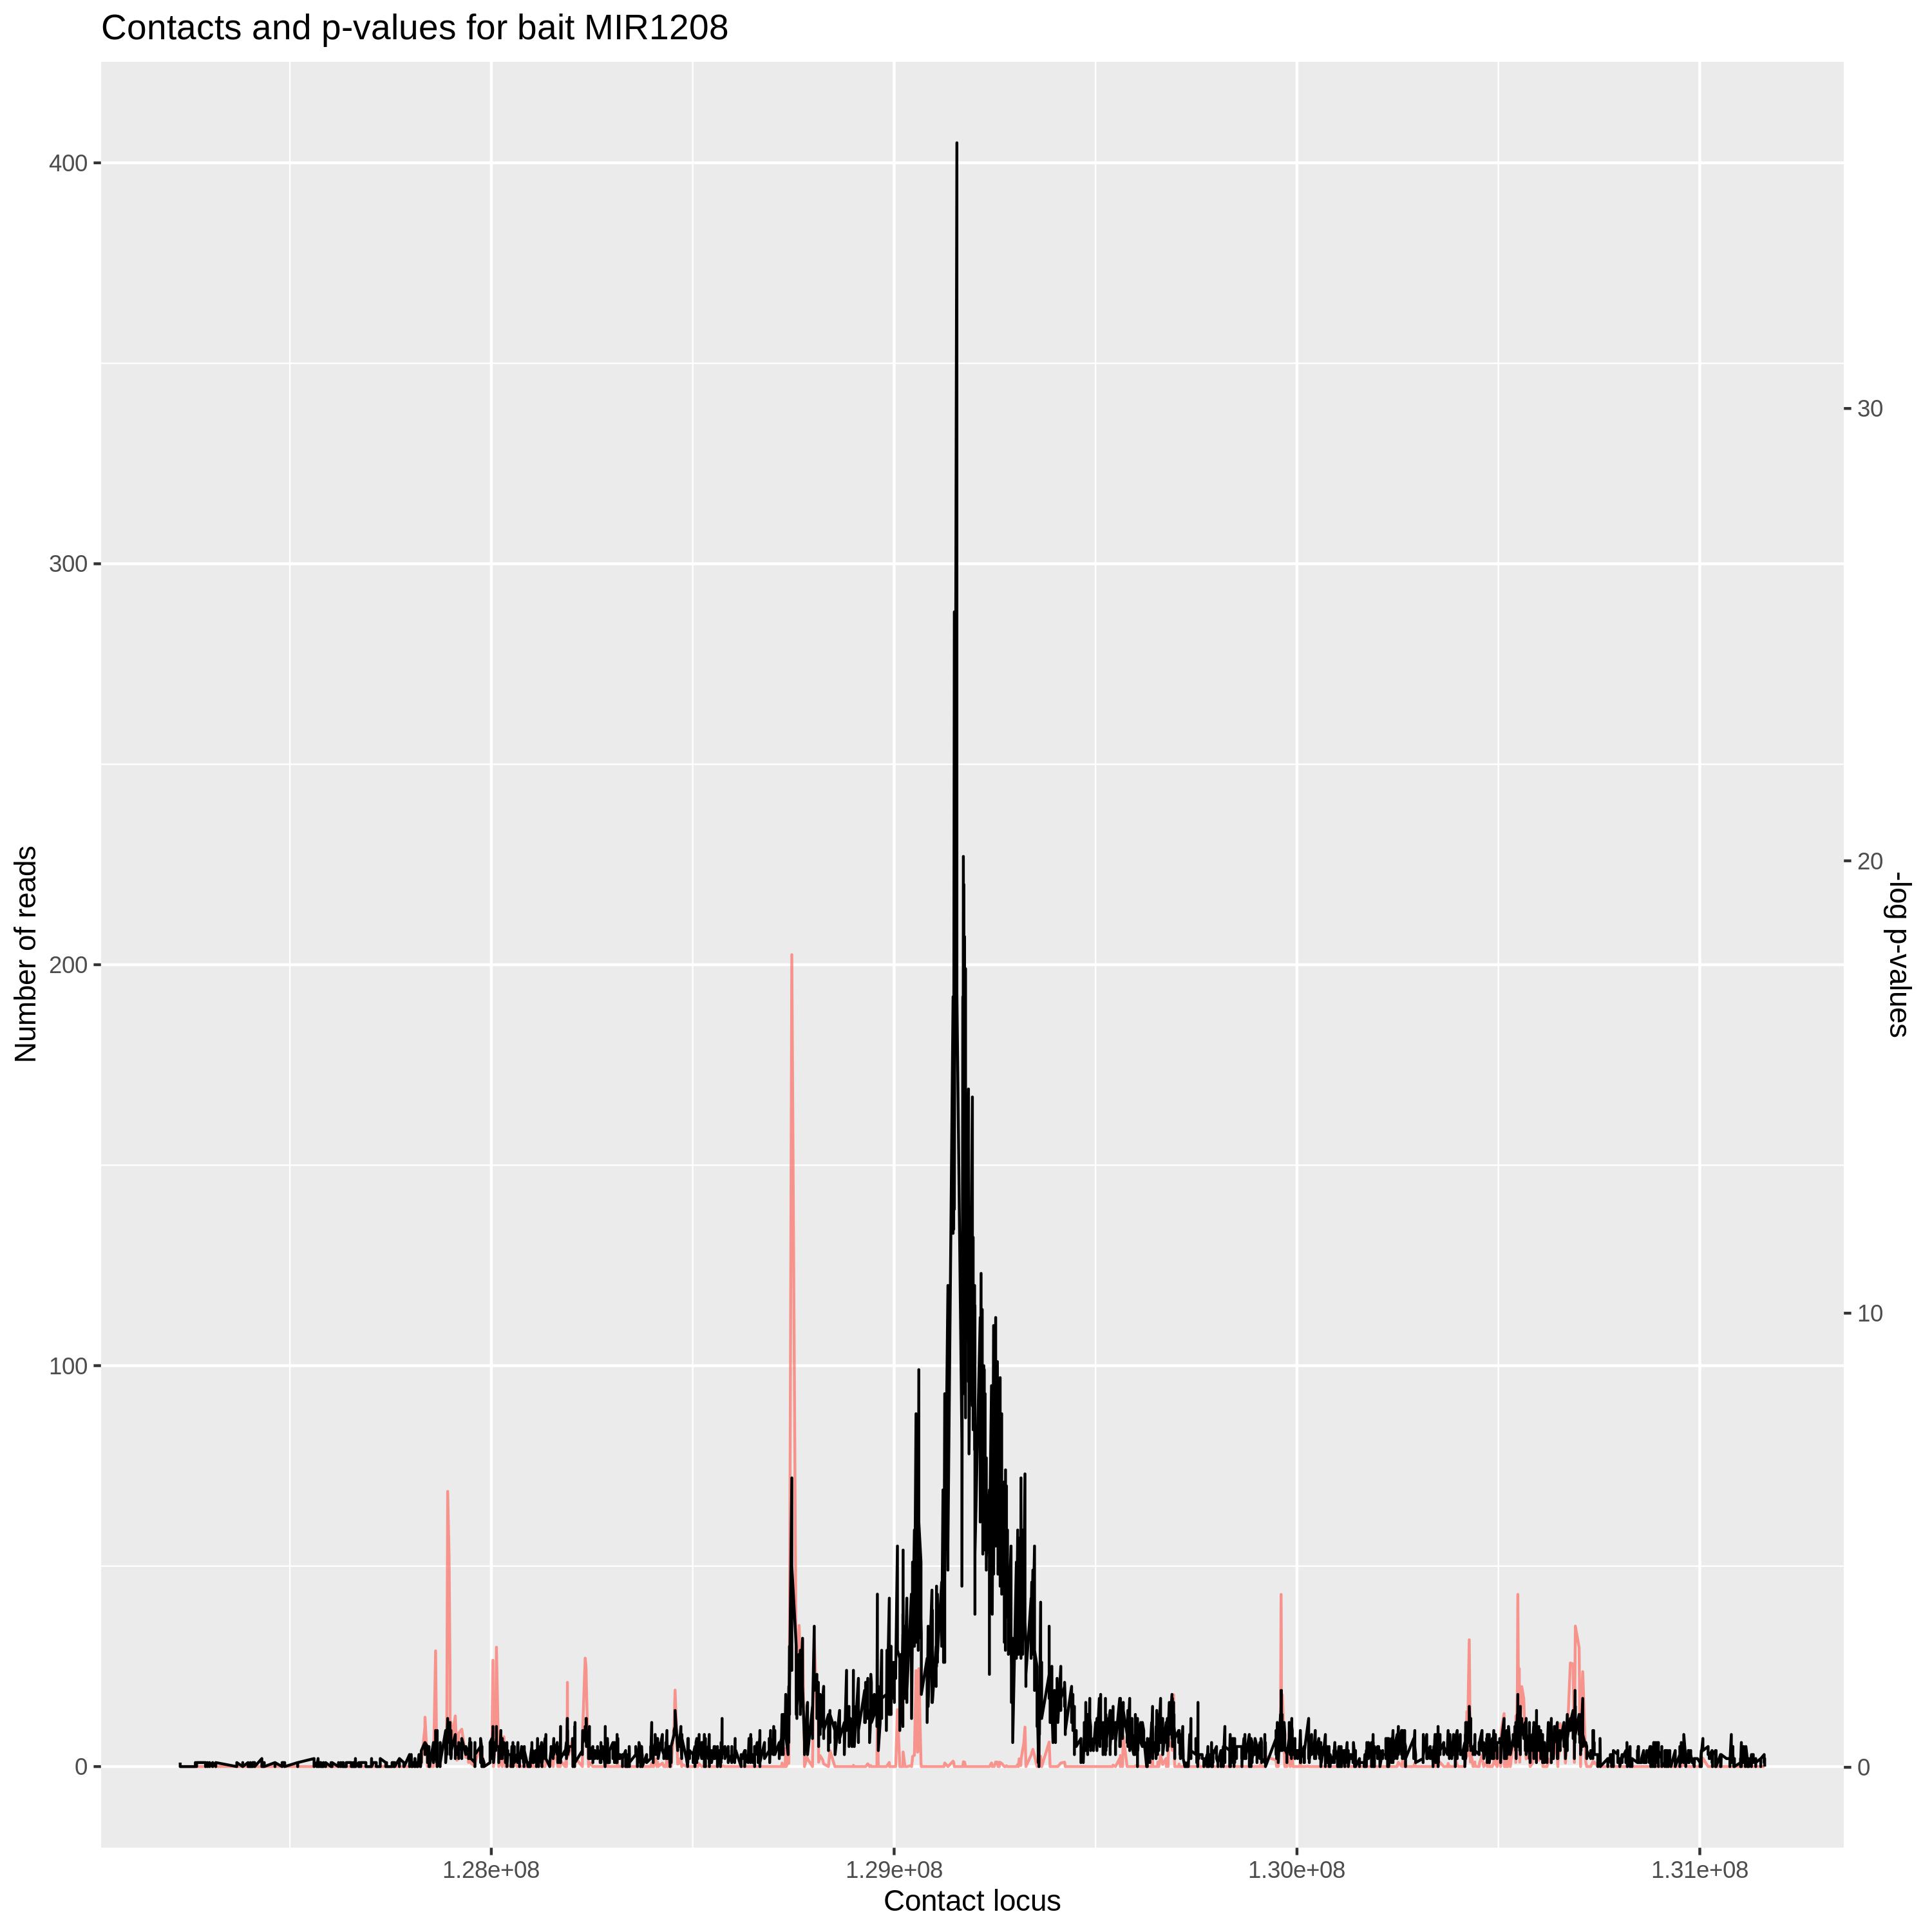 Contacts and p-values for bait MIR1208
400
300
200
100
0
Number of reads
30
20
10
0
-log p-values
1.28e+08
1.29e+08
1.30e+08
1.31e+08
Contact locus